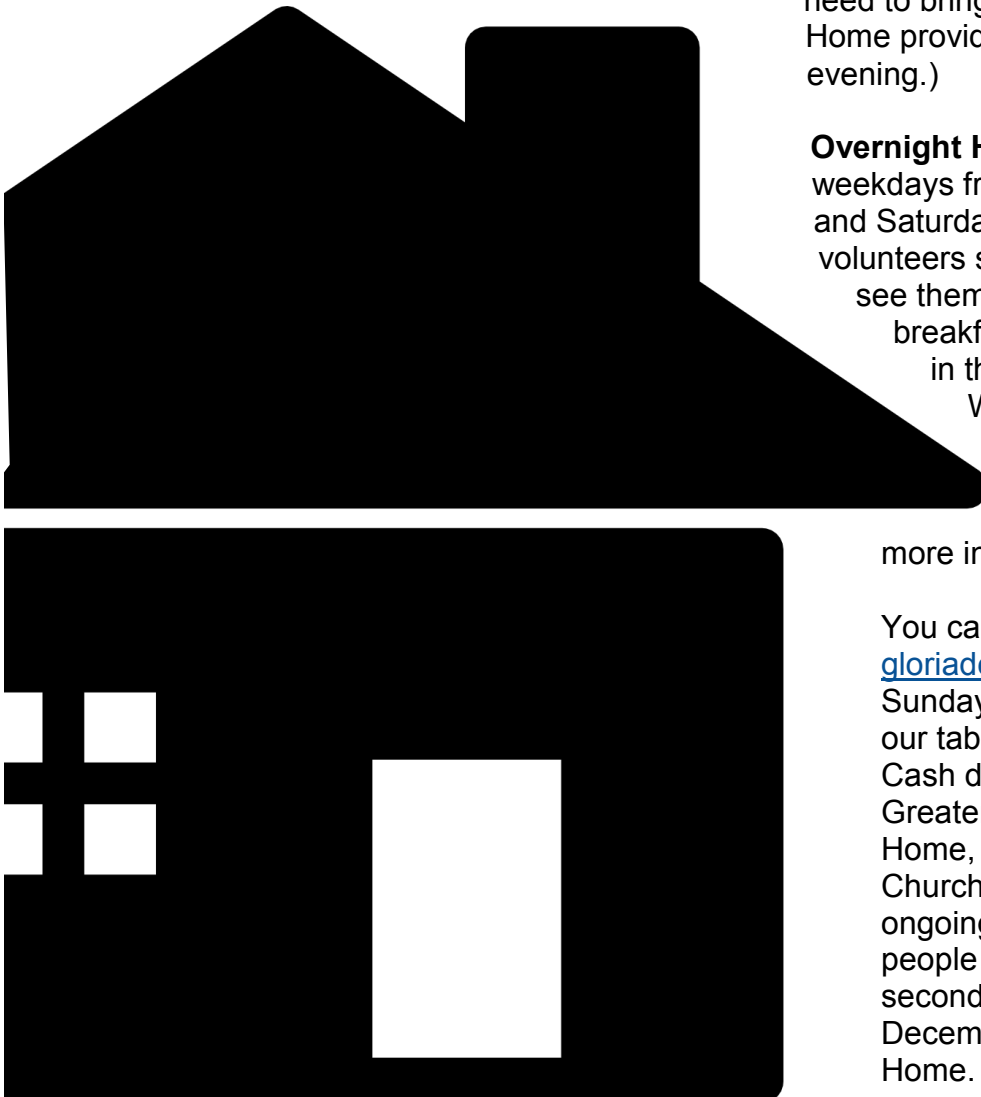 need to bring
Home provid
evening.)
Overnight H
weekdays fr
and Saturda
volunteers s
see them
breakf
in th
W
more in
You ca
gloriad
Sunday
our tab
Cash d
Greate
Home,
Church
ongoing
people
second
Decem
Home.